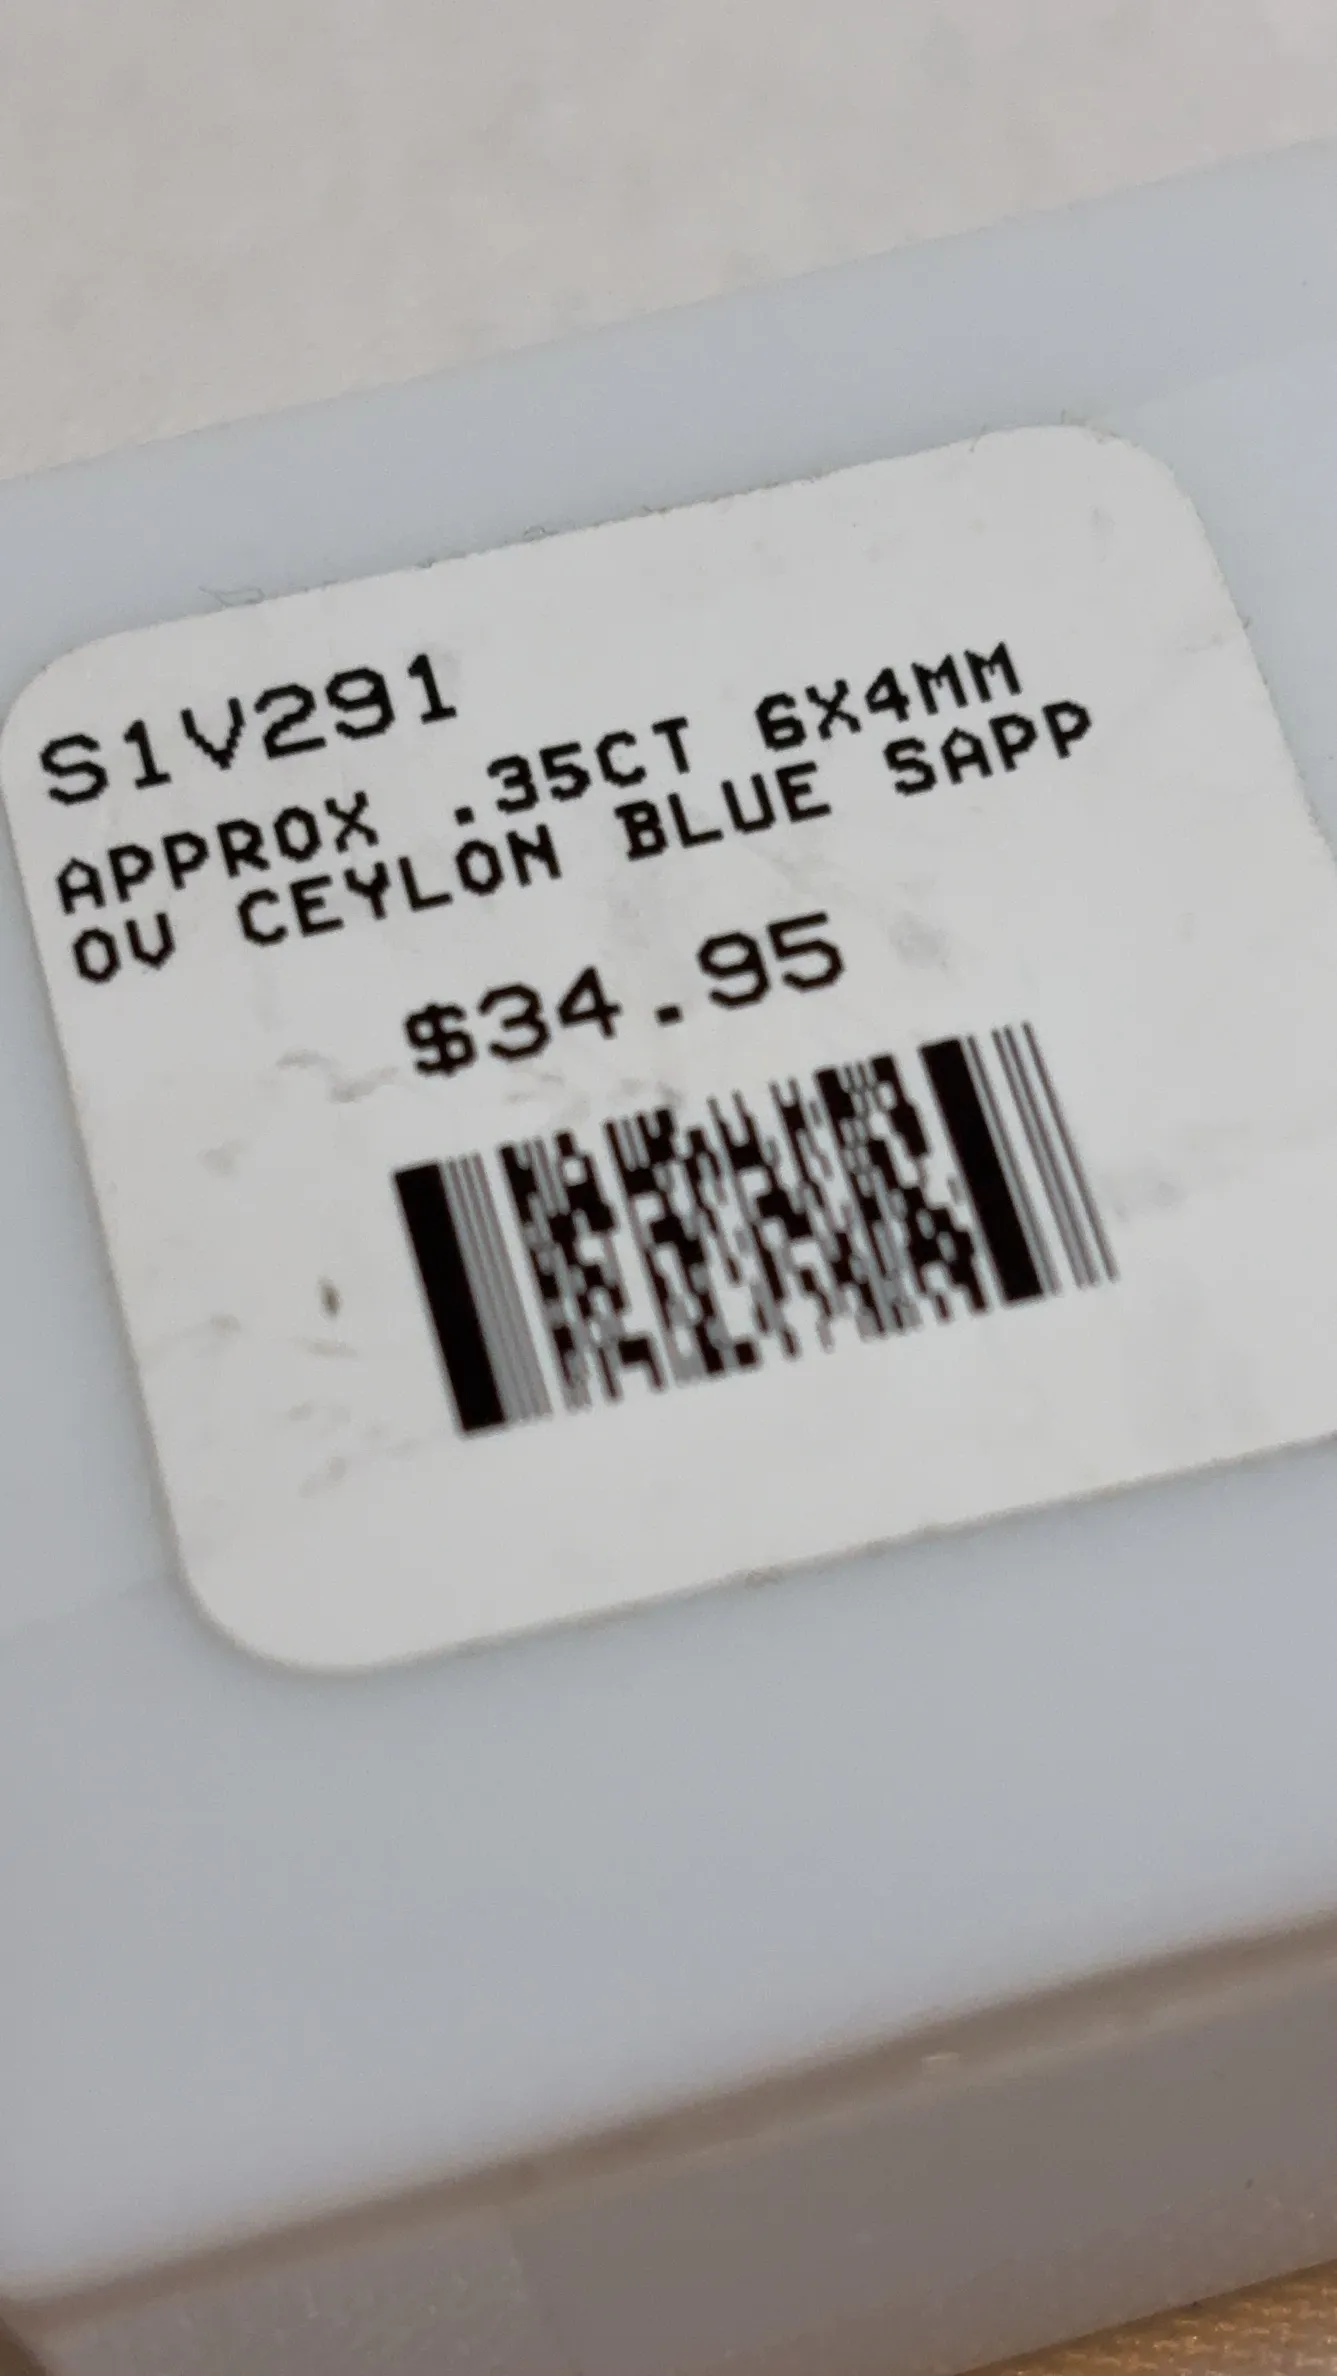 S1V291
APPROX .35CT 6X4MM
OV CEYLON BLUE SAPP
$34.95